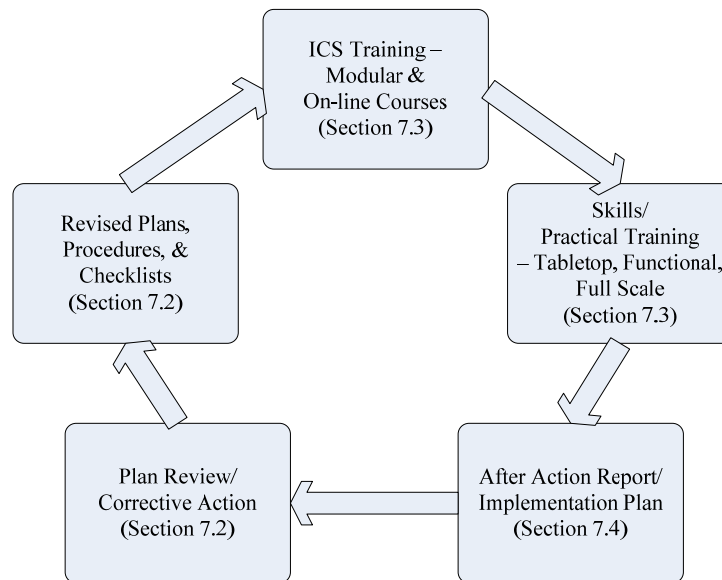 ICS Training –
Modular &
On-line Courses
(Section 7.3)
Skills/
Practical Training
– Tabletop, Functional,
Full Scale
(Section 7.3)
After Action Report/
Implementation Plan
(Section 7.4)
Plan Review/
Corrective Action
(Section 7.2)
Revised Plans,
Procedures, &
Checklists
(Section 7.2)